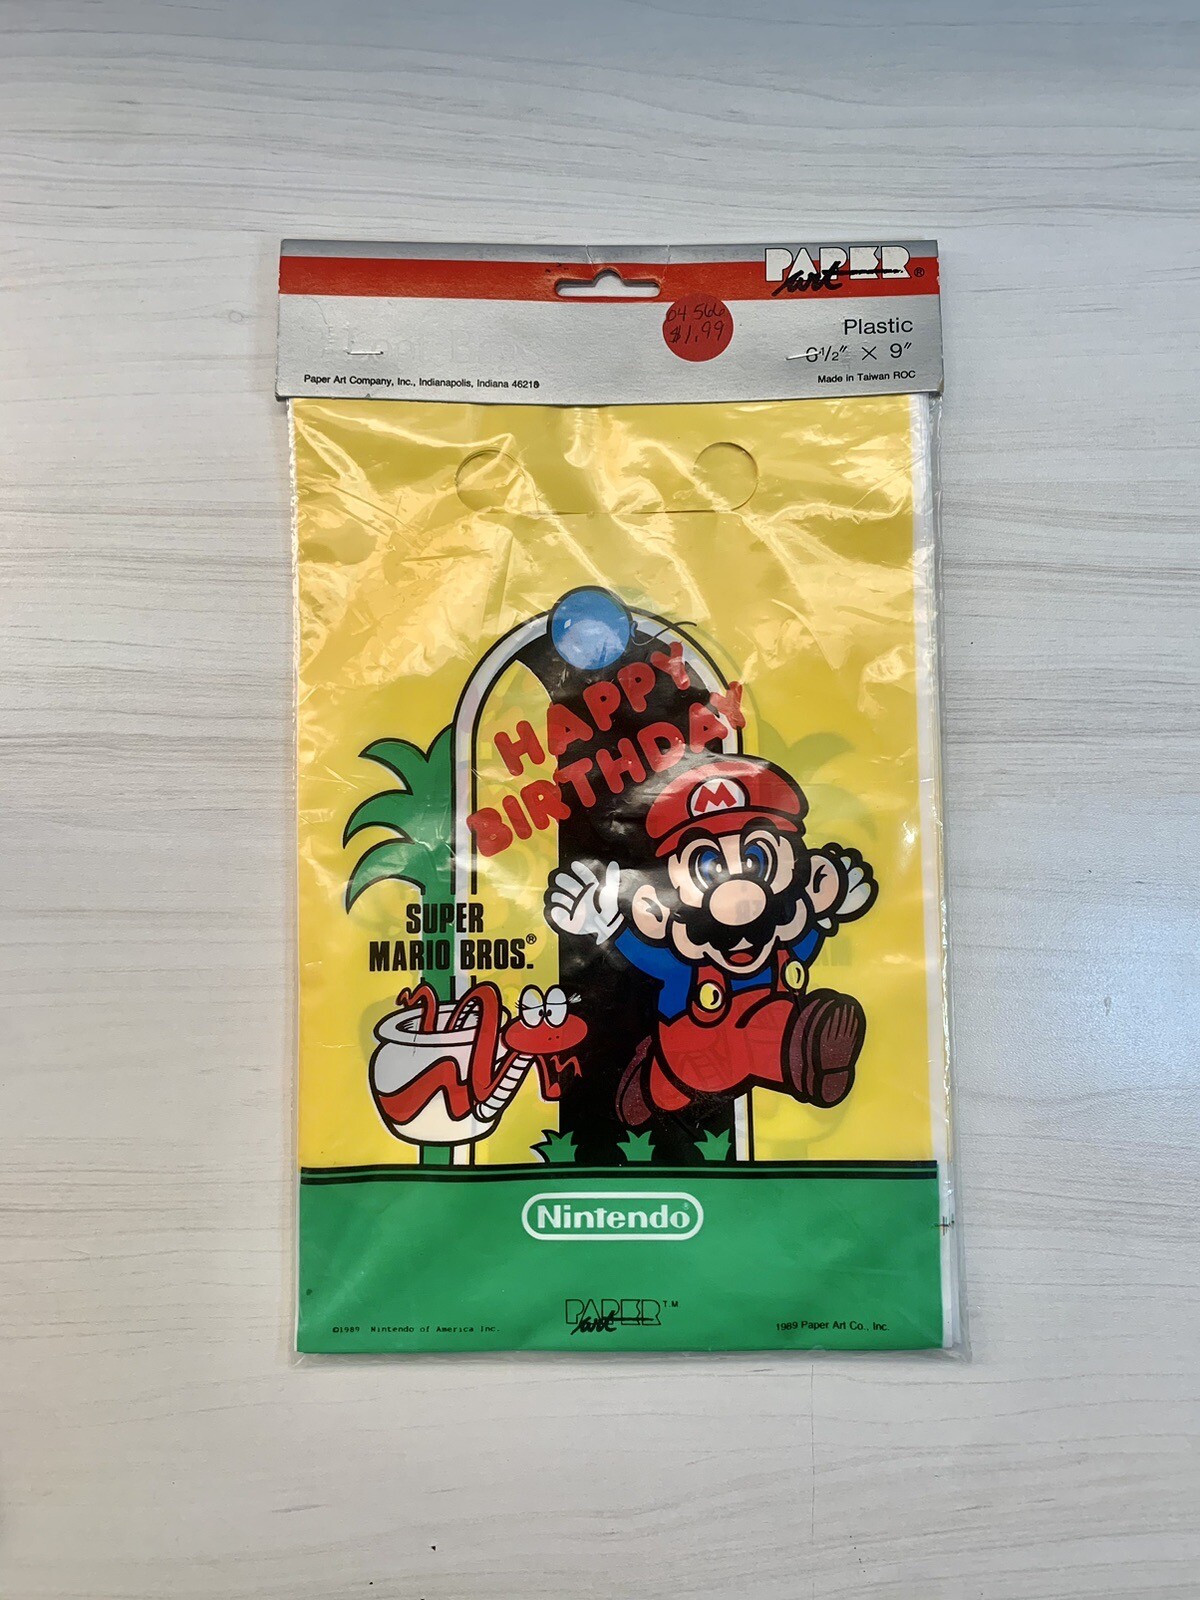 PAPER art®
04 566
$1.99
Plastic
6½" × 9"
Paper Art Company, Inc., Indianapolis, Indiana 46218
Made in Taiwan ROC
HAPPY
BIRTHDAY
M
SUPER
MARIO BROS.®
Nintendo®
PAPER art™
©1989 Nintendo of America Inc.
1989 Paper Art Co., Inc.